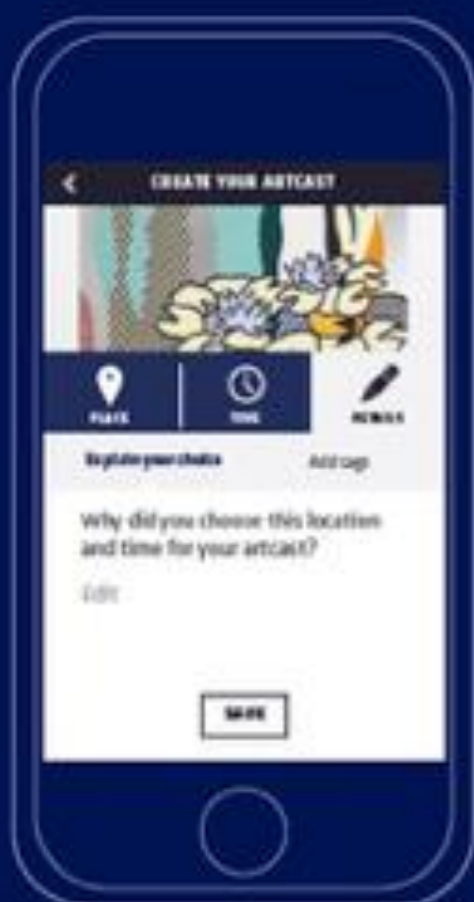 CREATE YOUR ARTCAST
PLACE
TIME
DETAILS
Explain your choice
Add tags
Why did you choose this location
and time for your artcast?
Edit
SAVE